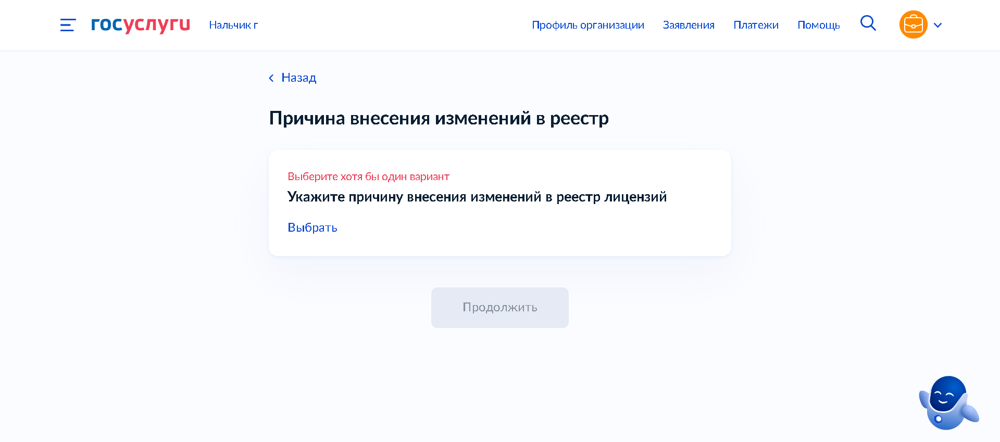 госуслуги
Нальчик г
Профиль организации
Заявления
Платежи
Помощь
Назад
Причина внесения изменений в реестр
Выберите хотя бы один вариант
Укажите причину внесения изменений в реестр лицензий
Выбрать
Продолжить